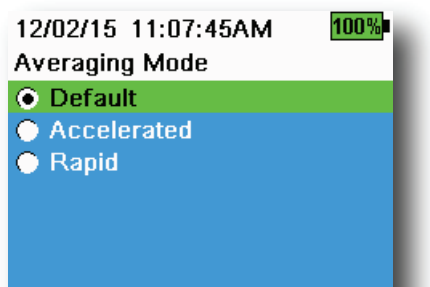 12/02/15 11:07:45AM 100%
Averaging Mode
Default
Accelerated
Rapid